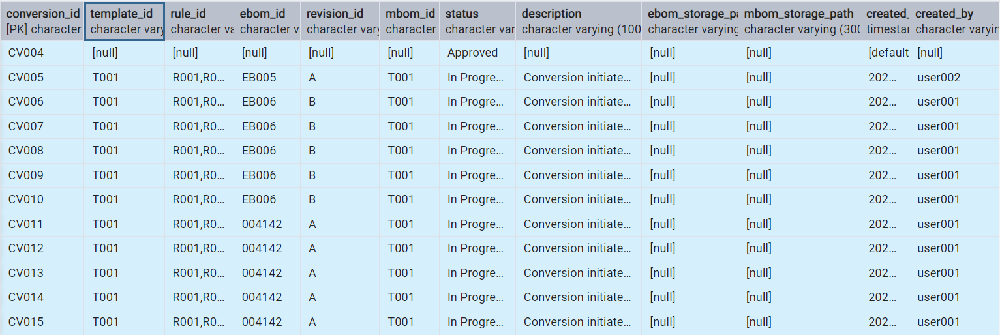 conversion_id template_id rule_id ebom_id revision_id mbom_id status description ebom_storage_pa mbom_storage_path created_ created_by
[PK] character character vary character va character v character vary character character var character varying (100 character varying character varying (300 timestar character varyin
CV004 [null] [null] [null] [null] [null] Approved [null] [null] [null] [default [null]
CV005 T001 R001,R0... EB005 A T001 In Progre... Conversion initiate... [null] [null] 202... user002
CV006 T001 R001,R0... EB006 B T001 In Progre... Conversion initiate... [null] [null] 202... user001
CV007 T001 R001,R0... EB006 B T001 In Progre... Conversion initiate... [null] [null] 202... user001
CV008 T001 R001,R0... EB006 B T001 In Progre... Conversion initiate... [null] [null] 202... user001
CV009 T001 R001,R0... EB006 B T001 In Progre... Conversion initiate... [null] [null] 202... user001
CV010 T001 R001,R0... EB006 B T001 In Progre... Conversion initiate... [null] [null] 202... user001
CV011 T001 R001,R0... 004142 A T001 In Progre... Conversion initiate... [null] [null] 202... user001
CV012 T001 R001,R0... 004142 A T001 In Progre... Conversion initiate... [null] [null] 202... user001
CV013 T001 R001,R0... 004142 A T001 In Progre... Conversion initiate... [null] [null] 202... user001
CV014 T001 R001,R0... 004142 A T001 In Progre... Conversion initiate... [null] [null] 202... user001
CV015 T001 R001,R0... 004142 A T001 In Progre... Conversion initiate... [null] [null] 202... user001